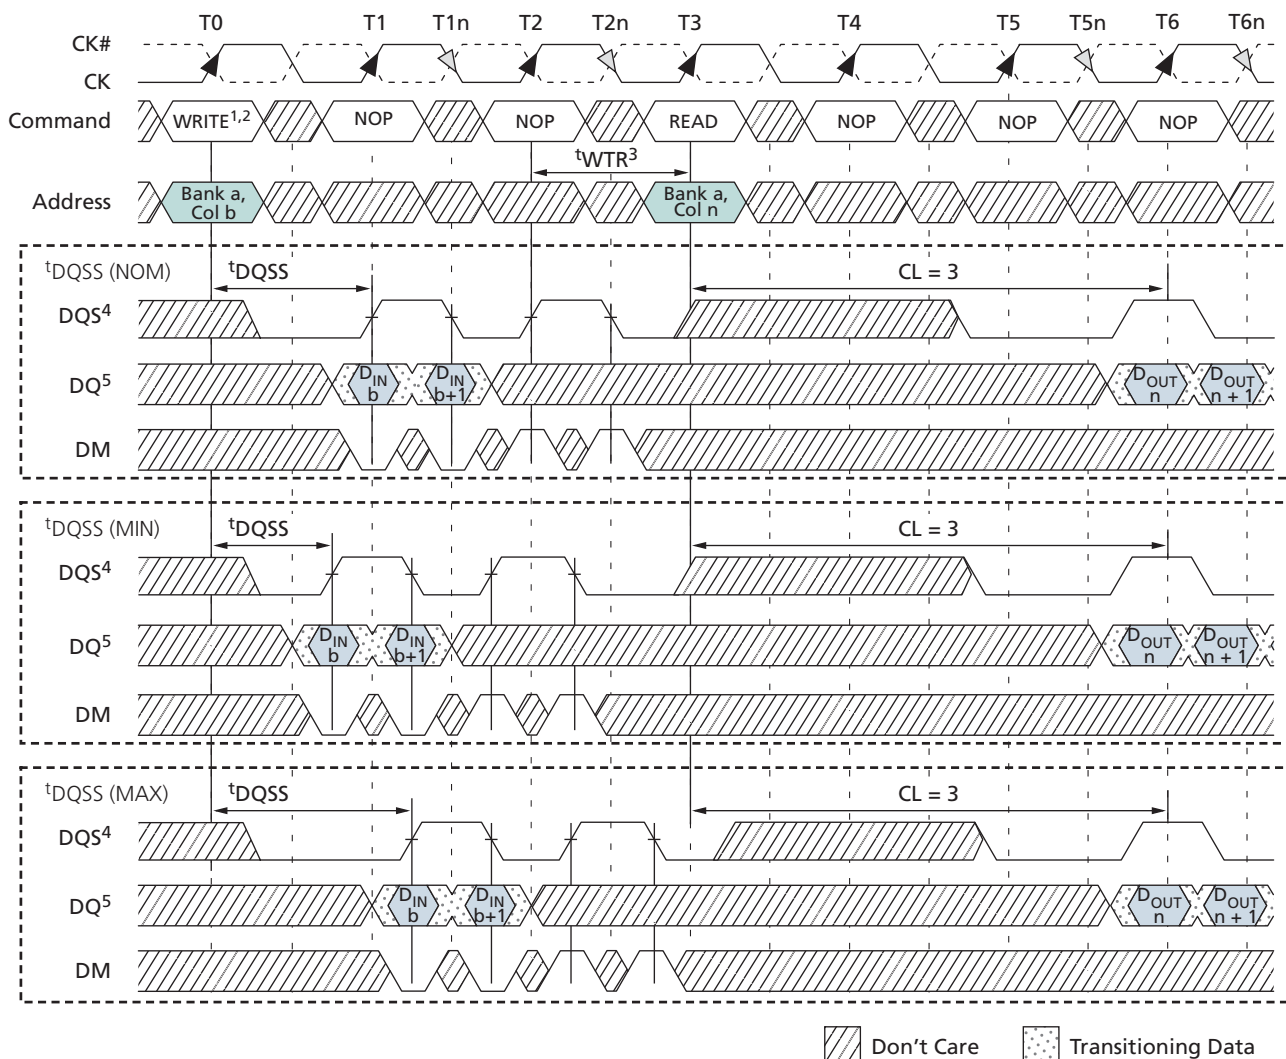 T0 T1 T1n T2 T2n T3 T4 T5 T5n T6 T6n
CK#
CK
Command WRITE1,2 NOP NOP READ NOP NOP NOP
tWTR3
Address Bank a, Col b Bank a, Col n
tDQSS (NOM) tDQSS CL = 3
DQS4
DQ5 DIN b DIN b+1 DOUT n DOUT n + 1
DM
tDQSS (MIN) tDQSS CL = 3
DQS4
DQ5 DIN b DIN b+1 DOUT n DOUT n + 1
DM
tDQSS (MAX) tDQSS CL = 3
DQS4
DQ5 DIN b DIN b+1 DOUT n DOUT n + 1
DM
Don't Care Transitioning Data